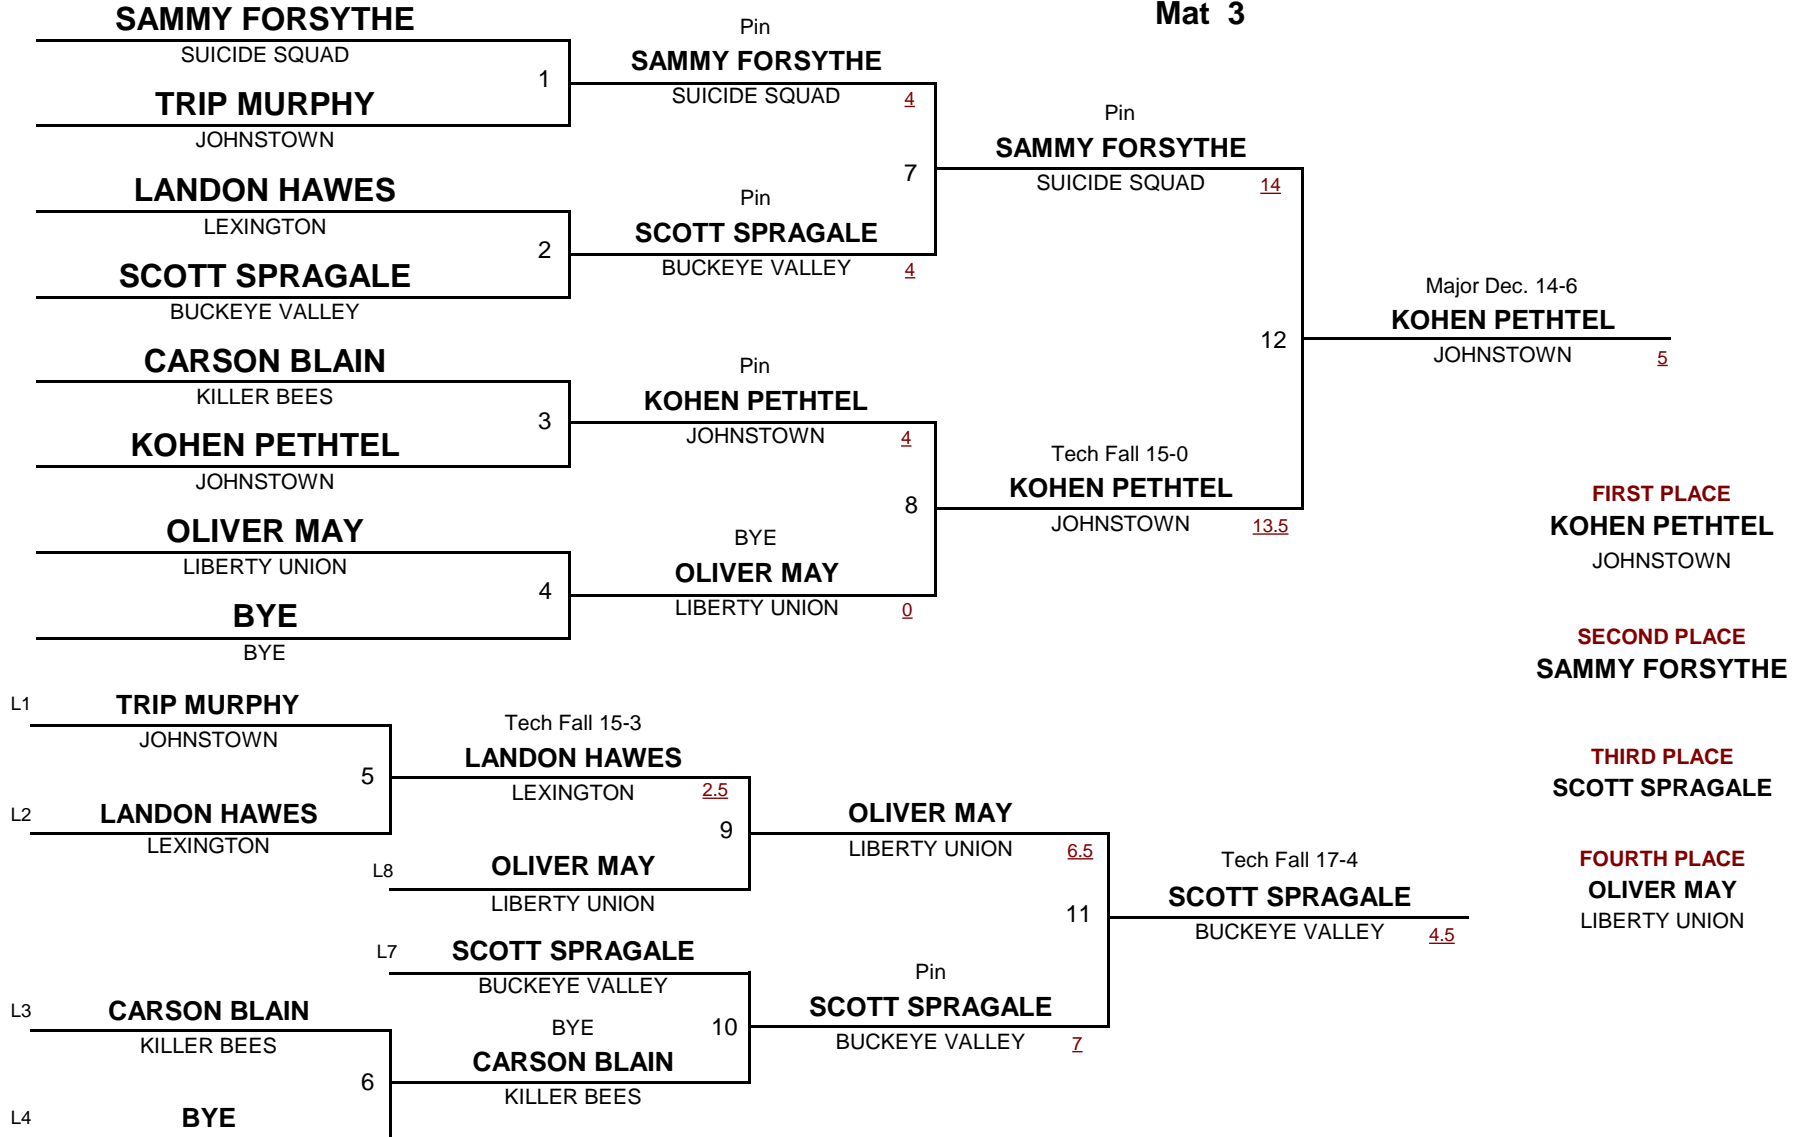 Mat 3
SAMMY FORSYTHE
SUICIDE SQUAD
1
TRIP MURPHY
JOHNSTOWN
LANDON HAWES
LEXINGTON
2
SCOTT SPRAGALE
BUCKEYE VALLEY
CARSON BLAIN
KILLER BEES
3
KOHEN PETHTEL
JOHNSTOWN
OLIVER MAY
LIBERTY UNION
4
BYE
BYE
Pin
SAMMY FORSYTHE
SUICIDE SQUAD 4
7
Pin
SCOTT SPRAGALE
BUCKEYE VALLEY 4
Pin
KOHEN PETHTEL
JOHNSTOWN 4
8
BYE
OLIVER MAY
LIBERTY UNION 0
Pin
SAMMY FORSYTHE
SUICIDE SQUAD 14
12
Tech Fall 15-0
KOHEN PETHTEL
JOHNSTOWN 13.5
Major Dec. 14-6
KOHEN PETHTEL
JOHNSTOWN 5
FIRST PLACE
KOHEN PETHTEL
JOHNSTOWN
SECOND PLACE
SAMMY FORSYTHE
THIRD PLACE
SCOTT SPRAGALE
FOURTH PLACE
OLIVER MAY
LIBERTY UNION
L1 TRIP MURPHY
JOHNSTOWN
5
L2 LANDON HAWES
LEXINGTON
L3 CARSON BLAIN
KILLER BEES
6
L4 BYE
Tech Fall 15-3
LANDON HAWES
LEXINGTON 2.5
9
L8 OLIVER MAY
LIBERTY UNION
L7 SCOTT SPRAGALE
BUCKEYE VALLEY
10
BYE
CARSON BLAIN
KILLER BEES
OLIVER MAY
LIBERTY UNION 6.5
11
Pin
SCOTT SPRAGALE
BUCKEYE VALLEY 7
Tech Fall 17-4
SCOTT SPRAGALE
BUCKEYE VALLEY 4.5